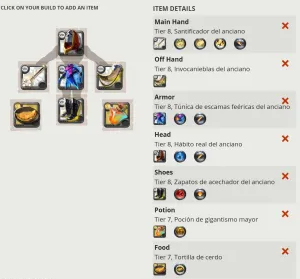 CLICK ON YOUR BUILD TO ADD AN ITEM
ITEM DETAILS
Main Hand
Tier 8, Santificador del anciano
Off Hand
Tier 8, Invocanieblas del anciano
Armor
Tier 8, Túnica de escamas feéricas del anciano
Head
Tier 8, Hábito real del anciano
Shoes
Tier 8, Zapatos de acechador del anciano
Potion
Tier 7, Poción de gigantismo mayor
Food
Tier 7, Tortilla de cerdo